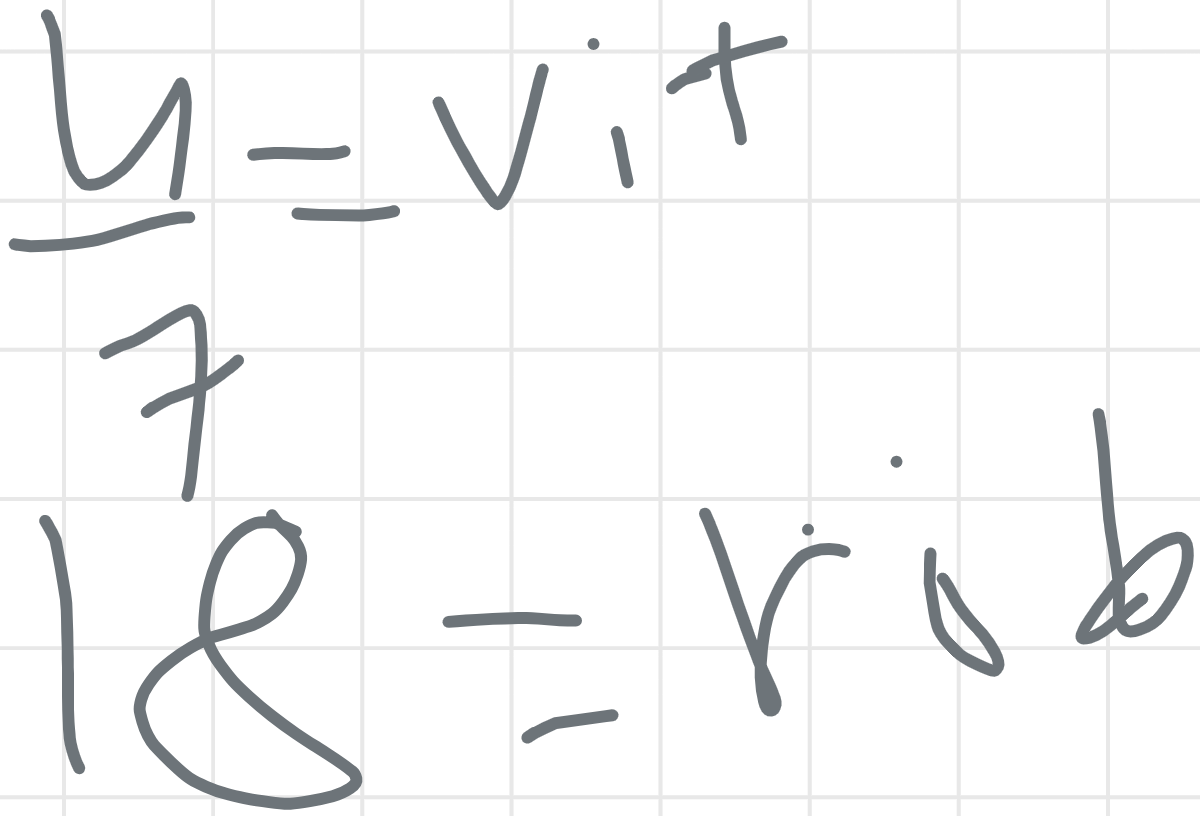 4 = vit
7
18 = rib